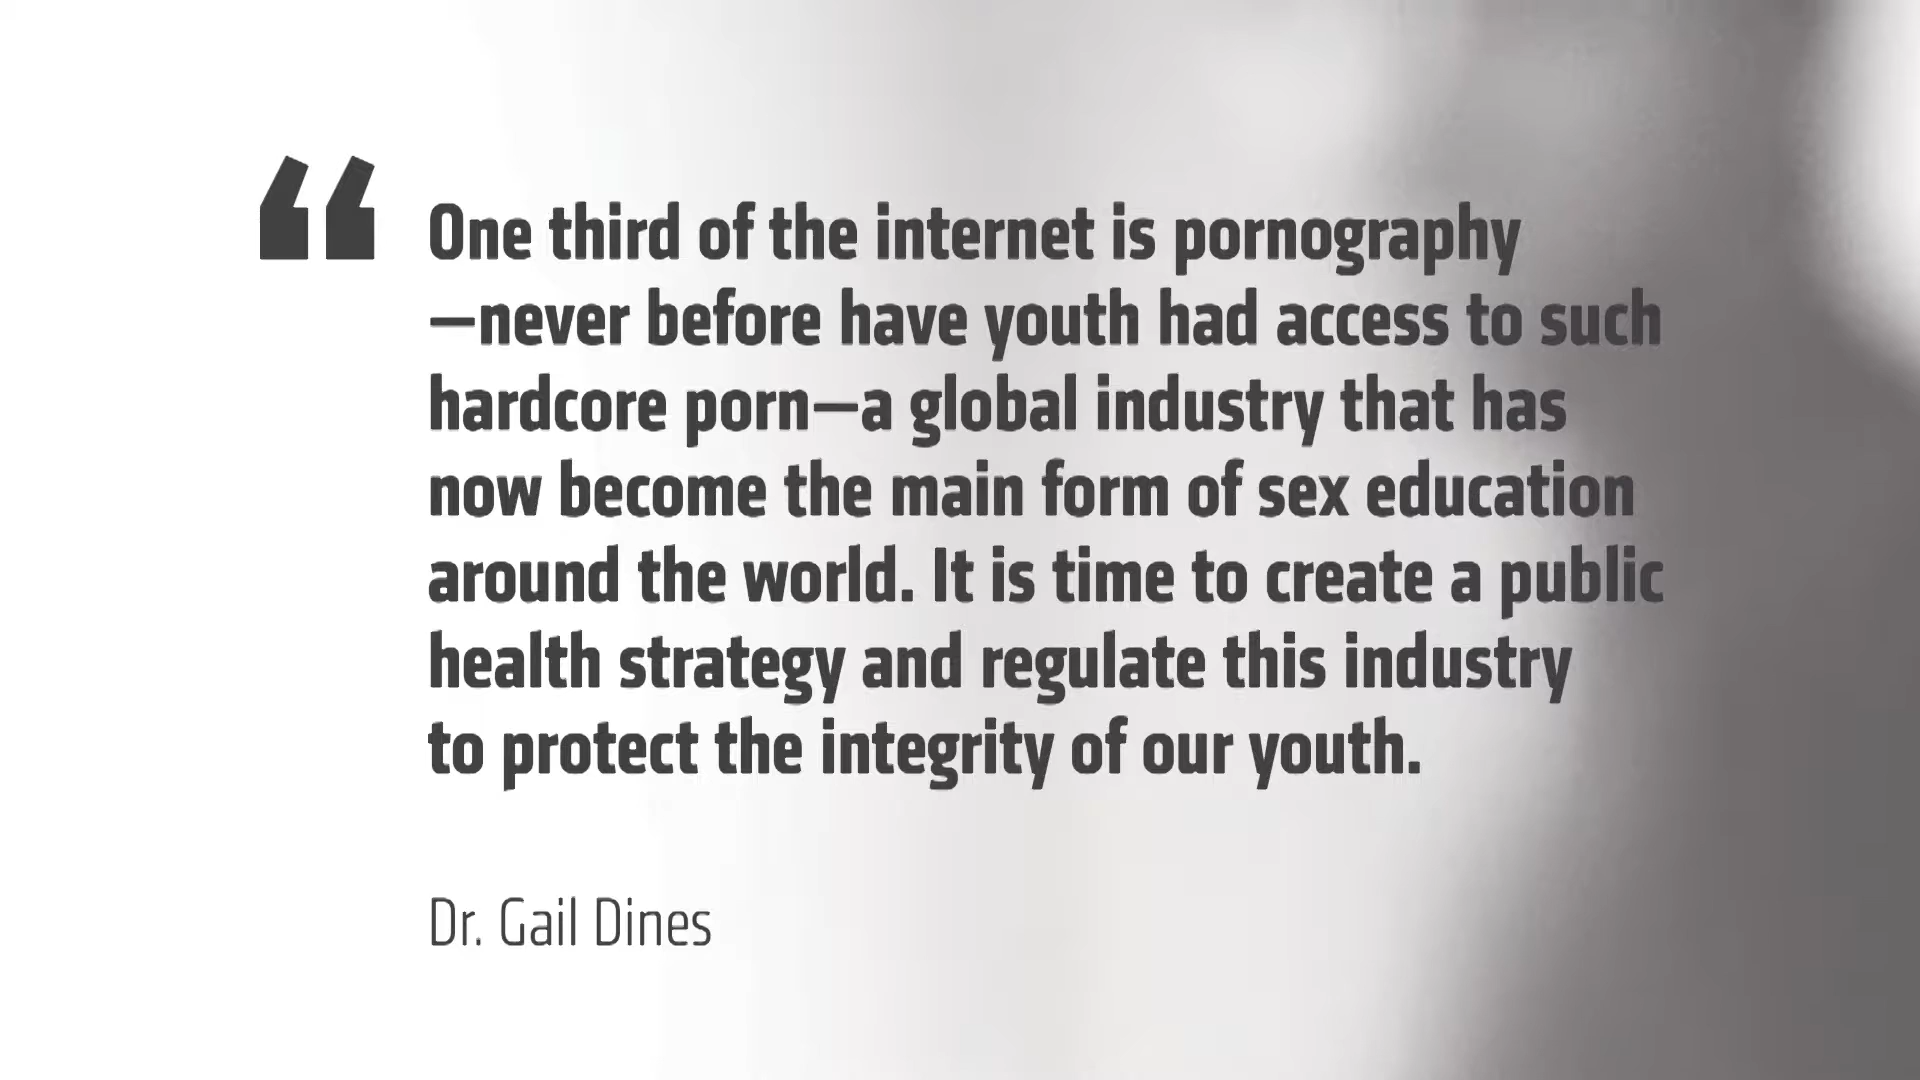 “One third of the internet is pornography
—never before have youth had access to such
hardcore porn—a global industry that has
now become the main form of sex education
around the world. It is time to create a public
health strategy and regulate this industry
to protect the integrity of our youth.
Dr. Gail Dines